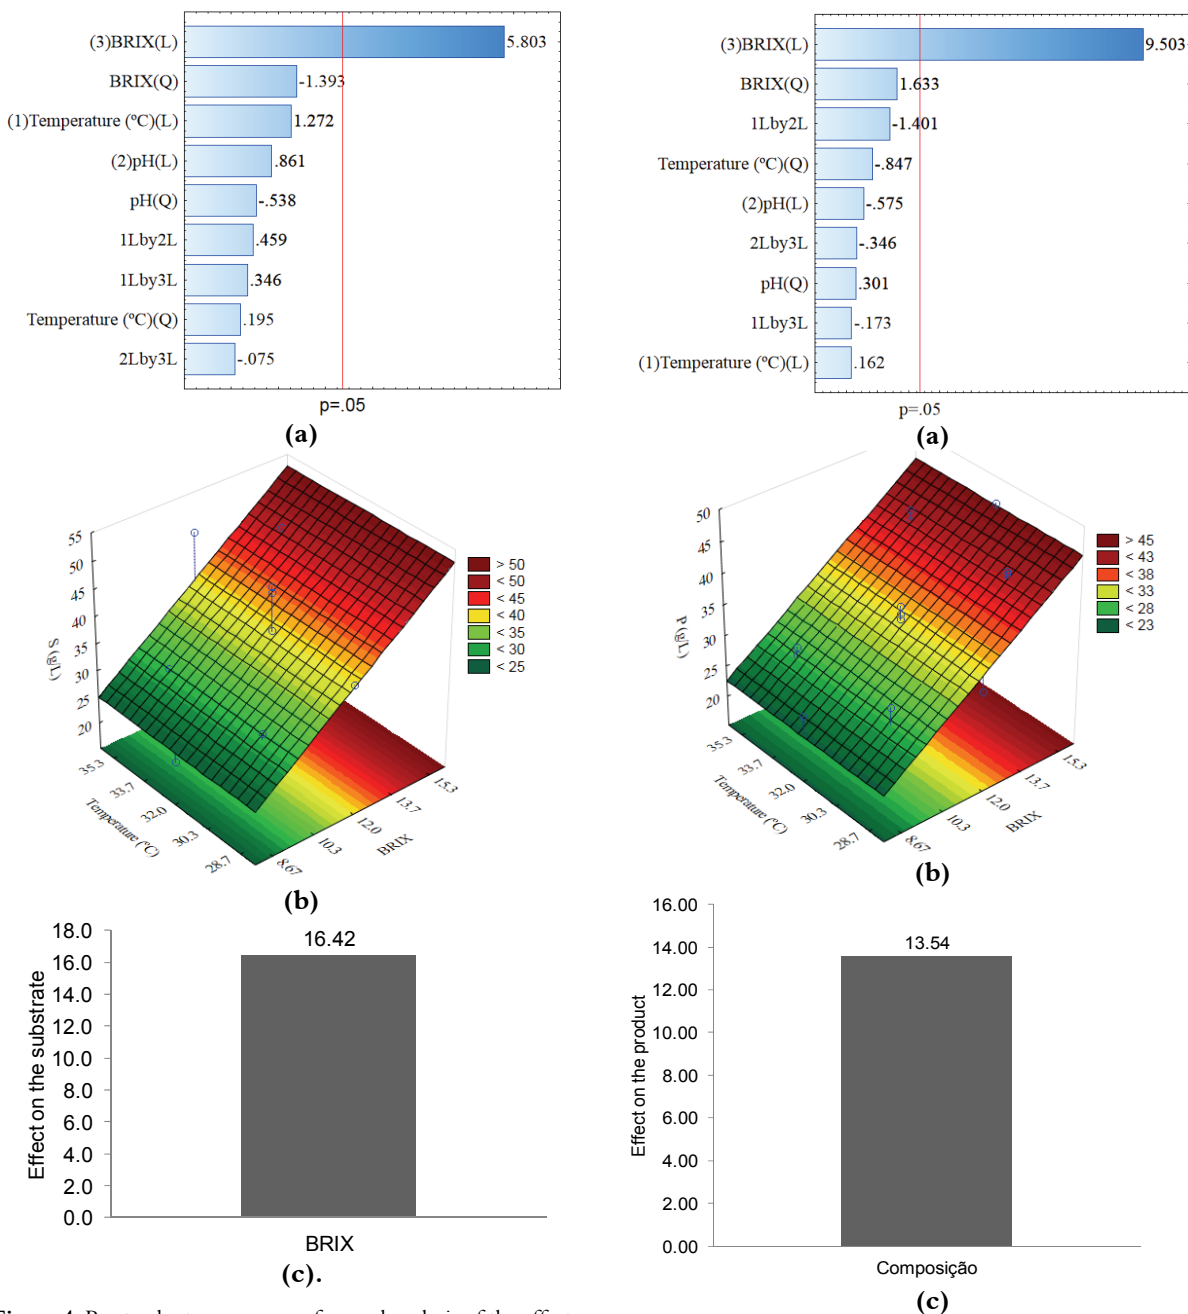 (3)BRIX(L)
5.803
BRIX(Q)
-1.393
(1)Temperature (ºC)(L)
1.272
(2)pH(L)
.861
pH(Q)
-.538
1Lby2L
.459
1Lby3L
.346
Temperature (ºC)(Q)
.195
2Lby3L
-.075
p=.05
(a)
(3)BRIX(L)
9.503
BRIX(Q)
1.633
1Lby2L
-1.401
Temperature (ºC)(Q)
-.847
(2)pH(L)
-.575
2Lby3L
-.346
pH(Q)
.301
1Lby3L
-.173
(1)Temperature (ºC)(L)
.162
p=.05
(a)
55
50
45
40
35
30
25
20
S (g/L)
35.3
33.7
32.0
30.3
28.7
Temperature (ºC)
8.67
10.3
12.0
13.7
15.3
BRIX
> 50
< 50
< 45
< 40
< 35
< 30
< 25
(b)
50
45
40
35
30
25
20
P (g/L)
35.3
33.7
32.0
30.3
28.7
Temperature (ºC)
8.67
10.3
12.0
13.7
15.3
BRIX
> 45
< 43
< 38
< 33
< 28
< 23
(b)
18.0
16.0
14.0
12.0
10.0
8.0
6.0
4.0
2.0
0.0
Effect on the substrate
16.42
BRIX
(c).
16.00
14.00
12.00
10.00
8.00
6.00
4.00
2.00
0.00
Effect on the product
13.54
Composição
(c)